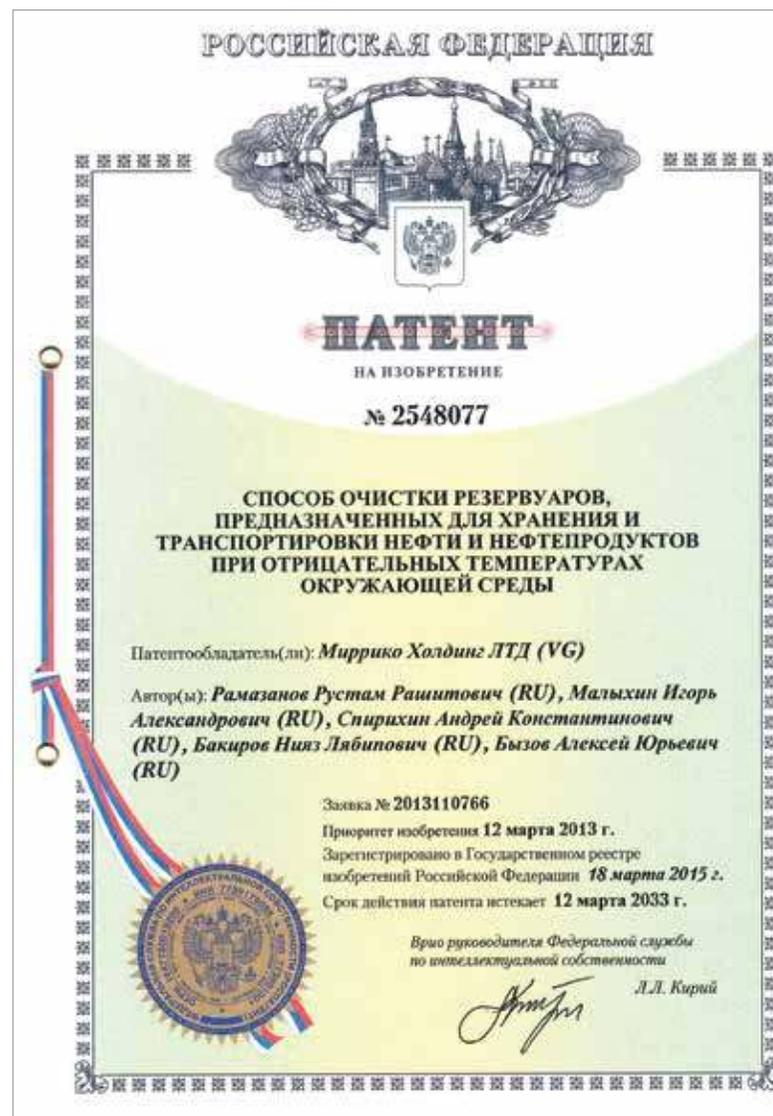 РОССИЙСКАЯ ФЕДЕРАЦИЯ
ПАТЕНТ
НА ИЗОБРЕТЕНИЕ
№ 2548077
СПОСОБ ОЧИСТКИ РЕЗЕРВУАРОВ,
ПРЕДНАЗНАЧЕННЫХ ДЛЯ ХРАНЕНИЯ И
ТРАНСПОРТИРОВКИ НЕФТИ И НЕФТЕПРОДУКТОВ
ПРИ ОТРИЦАТЕЛЬНЫХ ТЕМПЕРАТУРАХ
ОКРУЖАЮЩЕЙ СРЕДЫ
Патентообладатель(ли): Миррико Холдинг ЛТД (VG)
Автор(ы): Рамазанов Рустам Рашитович (RU), Малыхин Игорь
Александрович (RU), Спирихин Андрей Константинович
(RU), Бакиров Нияз Лябипович (RU), Бызов Алексей Юрьевич
(RU)
Заявка № 2013110766
Приоритет изобретения 12 марта 2013 г.
Зарегистрировано в Государственном реестре
изобретений Российской Федерации 18 марта 2015 г.
Срок действия патента истекает 12 марта 2033 г.
Врио руководителя Федеральной службы
по интеллектуальной собственности
Л.Л. Кирий